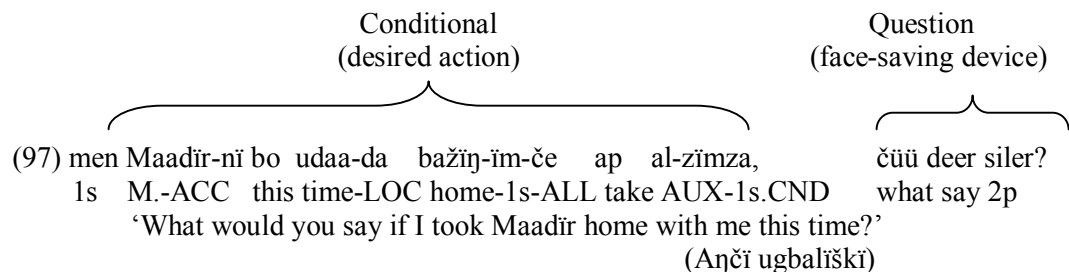 Conditional Question
(desired action) (face-saving device)
(97) men Maadïr-nï bo udaa-da bažïŋ-ïm-če ap al-zïmza, čüü deer siler?
1s M.-ACC this time-LOC home-1s-ALL take AUX-1s.CND what say 2p
‘What would you say if I took Maadïr home with me this time?’
(Aŋčï ugbalïškï)